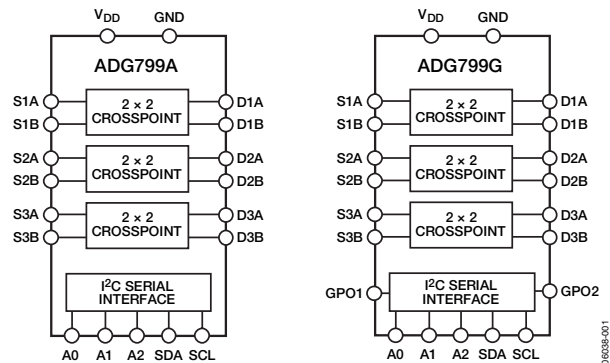 VDD GND
ADG799A
S1A 2 × 2 CROSSPOINT D1A
S1B D1B
S2A 2 × 2 CROSSPOINT D2A
S2B D2B
S3A 2 × 2 CROSSPOINT D3A
S3B D3B
I2C SERIAL
INTERFACE
A0 A1 A2 SDA SCL
VDD GND
ADG799G
S1A 2 × 2 CROSSPOINT D1A
S1B D1B
S2A 2 × 2 CROSSPOINT D2A
S2B D2B
S3A 2 × 2 CROSSPOINT D3A
S3B D3B
GPO1 I2C SERIAL INTERFACE GPO2
A0 A1 A2 SDA SCL
06038-001